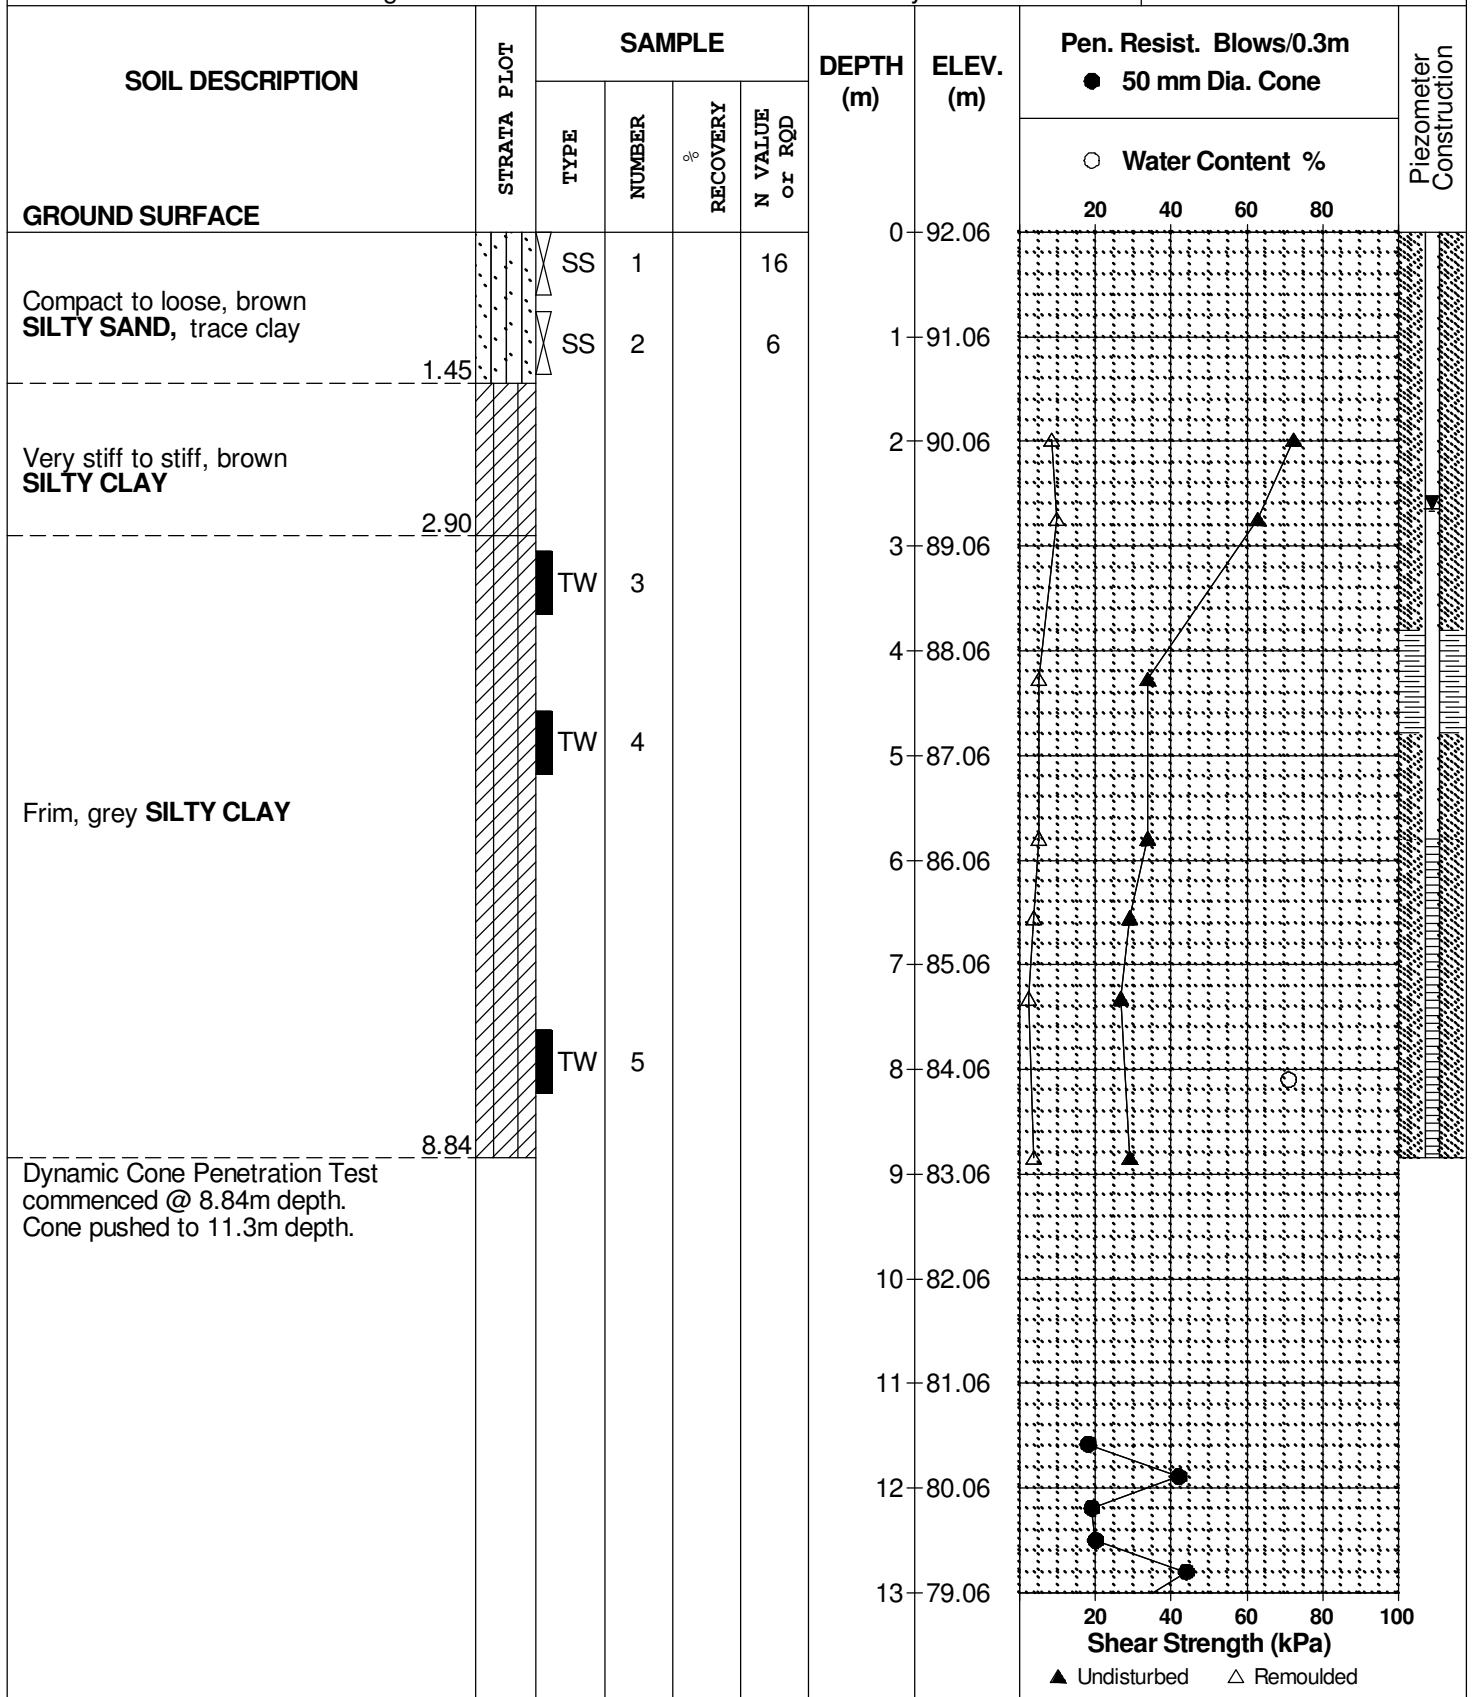 SOIL DESCRIPTION
GROUND SURFACE
STRATA PLOT
SAMPLE
TYPE
NUMBER
%
RECOVERY
N VALUE
or RQD
DEPTH
(m)
ELEV.
(m)
Pen. Resist. Blows/0.3m
● 50 mm Dia. Cone
○ Water Content %
20 40 60 80
Piezometer
Construction
0 92.06
SS 1 16
Compact to loose, brown
SILTY SAND, trace clay
SS 2 6
1 91.06
1.45
2 90.06
Very stiff to stiff, brown
SILTY CLAY
2.90
3 89.06
TW 3
4 88.06
TW 4
5 87.06
Frim, grey SILTY CLAY
6 86.06
7 85.06
TW 5
8 84.06
8.84
Dynamic Cone Penetration Test
commenced @ 8.84m depth.
Cone pushed to 11.3m depth.
9 83.06
10 82.06
11 81.06
12 80.06
13 79.06
20 40 60 80 100
Shear Strength (kPa)
▲ Undisturbed △ Remoulded